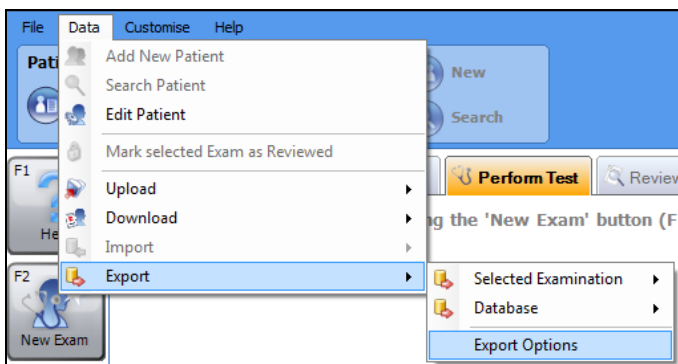 File Data Customise Help
Pati
Add New Patient
New
Search Patient
Edit Patient
Search
Mark selected Exam as Reviewed
F1
Perform Test
Review
Upload
Download
ng the 'New Exam' button (F
He
Import
F2
Export
Selected Examination
Database
New Exam
Export Options